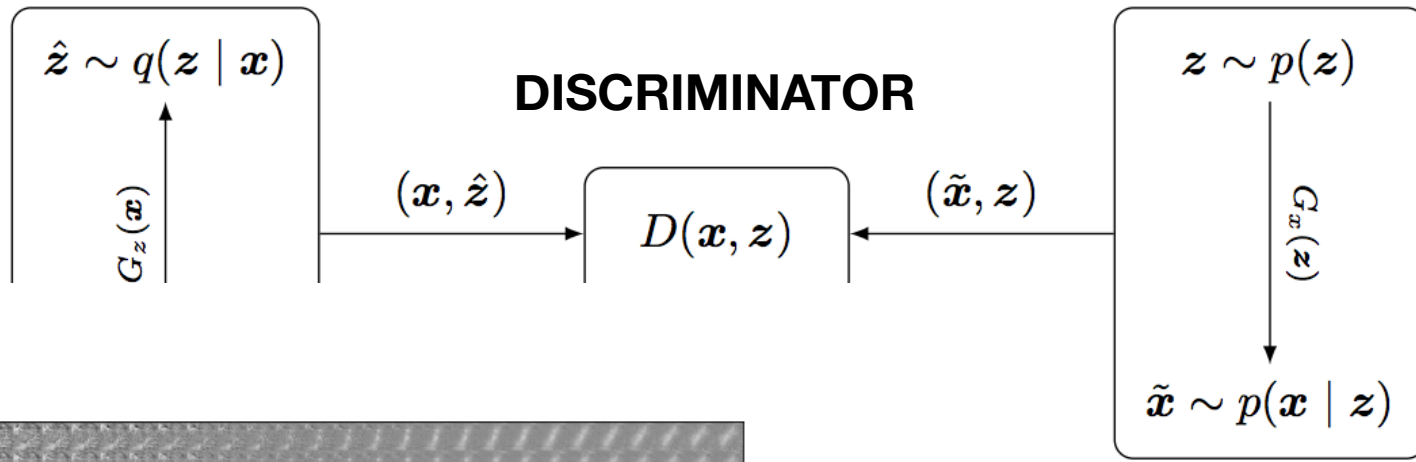 ẑ ∼ q(z | x)
z ∼ p(z)
DISCRIMINATOR
G_z(x)
(x, ẑ)
D(x, z)
(x̃, z)
G_x(z)
x̃ ∼ p(x | z)